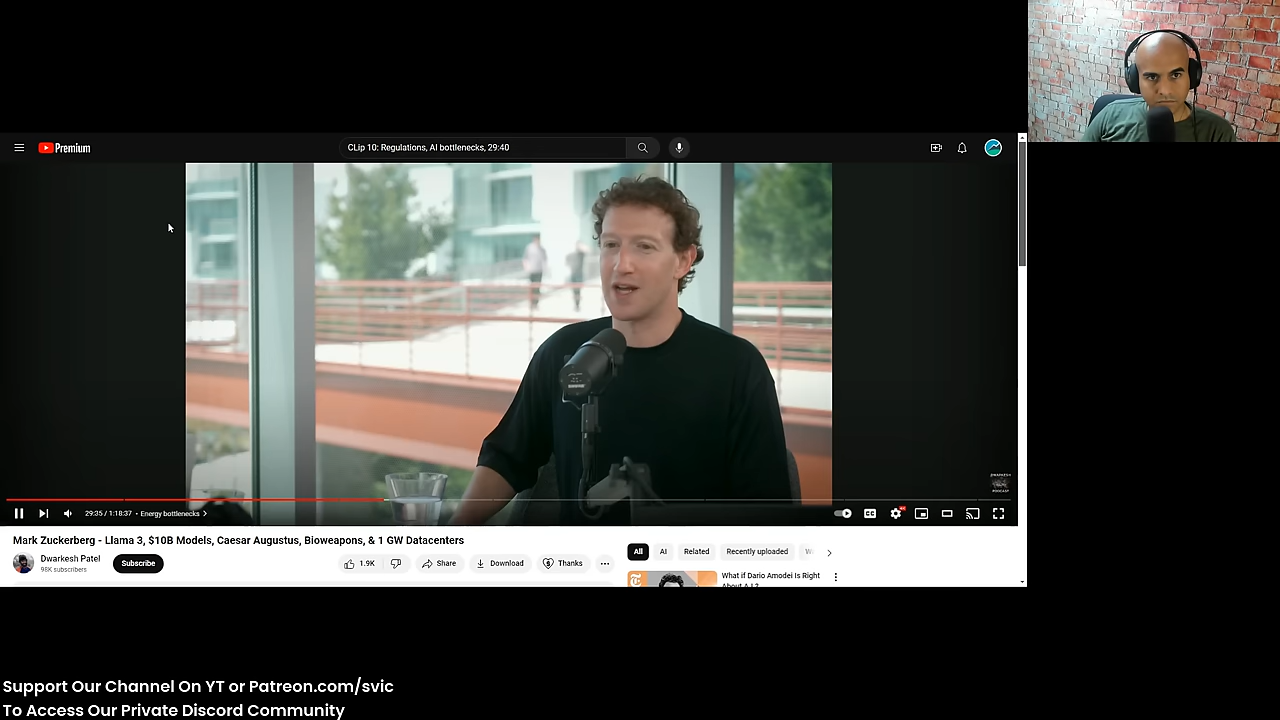 Premium
CLip 10: Regulations, AI bottlenecks, 29:40
DWARKESH
PODCAST
29:35 / 1:18:37 • Energy bottlenecks >
Mark Zuckerberg - Llama 3, $10B Models, Caesar Augustus, Bioweapons, & 1 GW Datacenters
Dwarkesh Patel
98K subscribers
Subscribe
1.9K
Share
Download
Thanks
All
AI
Related
Recently uploaded
What if Dario Amodei Is Right
About A.I.?
Support Our Channel On YT or Patreon.com/svic
To Access Our Private Discord Community